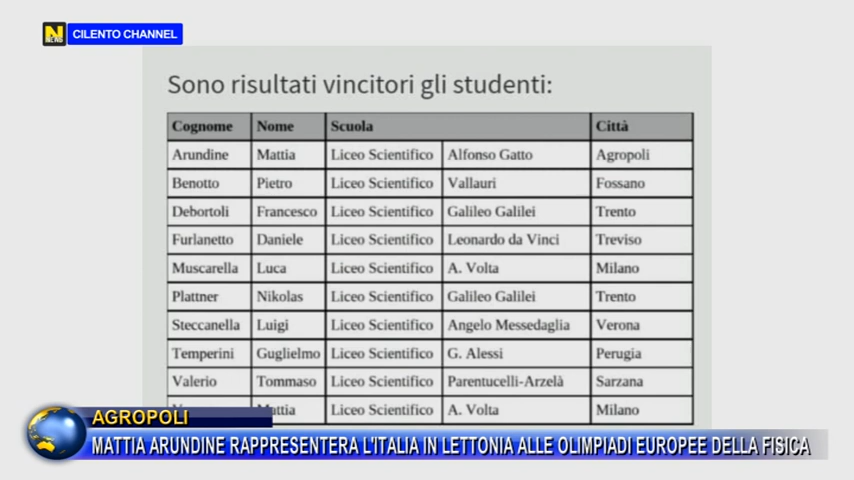 CILENTO CHANNEL
Sono risultati vincitori gli studenti:
Cognome Nome Scuola Città
Arundine Mattia Liceo Scientifico Alfonso Gatto Agropoli
Benotto Pietro Liceo Scientifico Vallauri Fossano
Debortoli Francesco Liceo Scientifico Galileo Galilei Trento
Furlanetto Daniele Liceo Scientifico Leonardo da Vinci Treviso
Muscarella Luca Liceo Scientifico A. Volta Milano
Plattner Nikolas Liceo Scientifico Galileo Galilei Trento
Steccanella Luigi Liceo Scientifico Angelo Messedaglia Verona
Temperini Guglielmo Liceo Scientifico G. Alessi Perugia
Valerio Tommaso Liceo Scientifico Parentucelli-Arzelà Sarzana
Liceo Scientifico A. Volta Milano
AGROPOLI
MATTIA ARUNDINE RAPPRESENTERA L'ITALIA IN LETTONIA ALLE OLIMPIADI EUROPEE DELLA FISICA